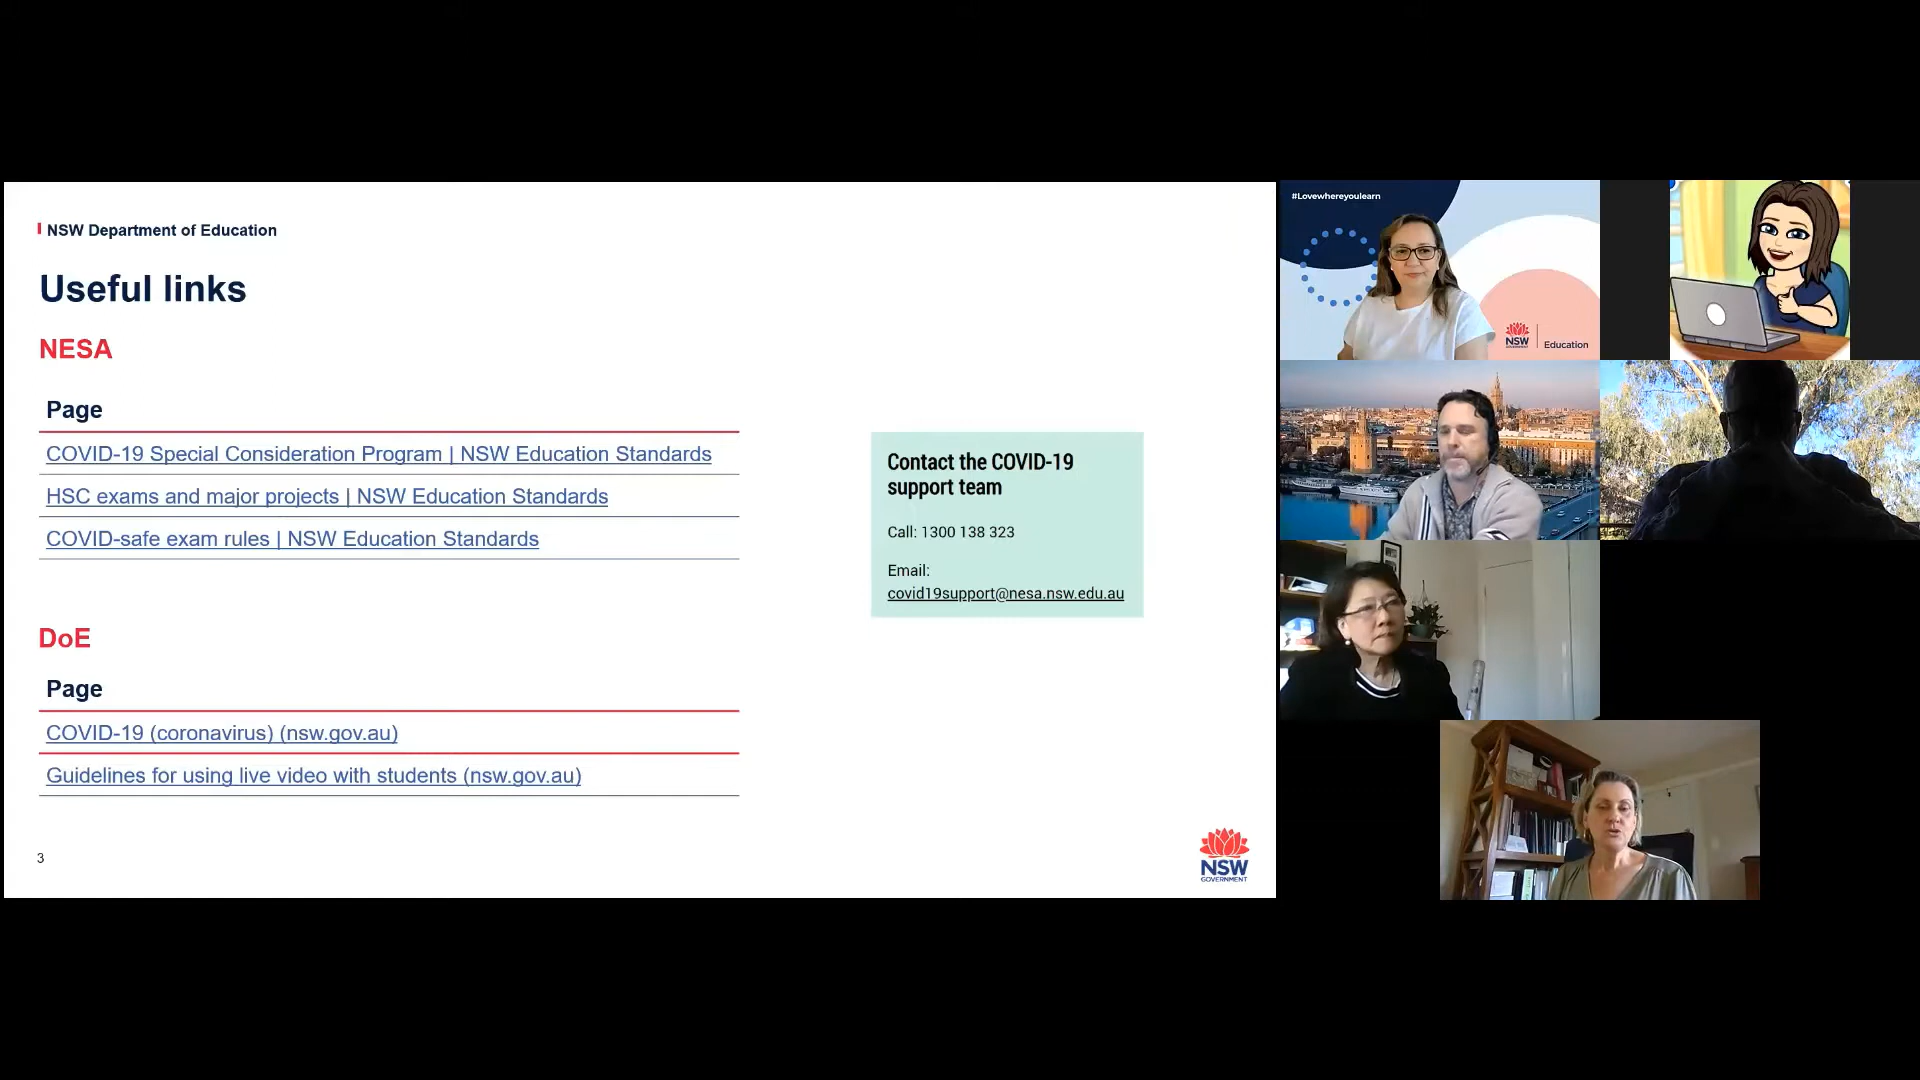 NSW Department of Education
Useful links
NESA
Page
COVID-19 Special Consideration Program | NSW Education Standards
HSC exams and major projects | NSW Education Standards
COVID-safe exam rules | NSW Education Standards
DoE
Page
COVID-19 (coronavirus) (nsw.gov.au)
Guidelines for using live video with students (nsw.gov.au)
3
Contact the COVID-19
support team
Call: 1300 138 323
Email:
covid19support@nesa.nsw.edu.au
NSW
GOVERNMENT
#Lovewhereyoulearn
NSW
GOVERNMENT
Education